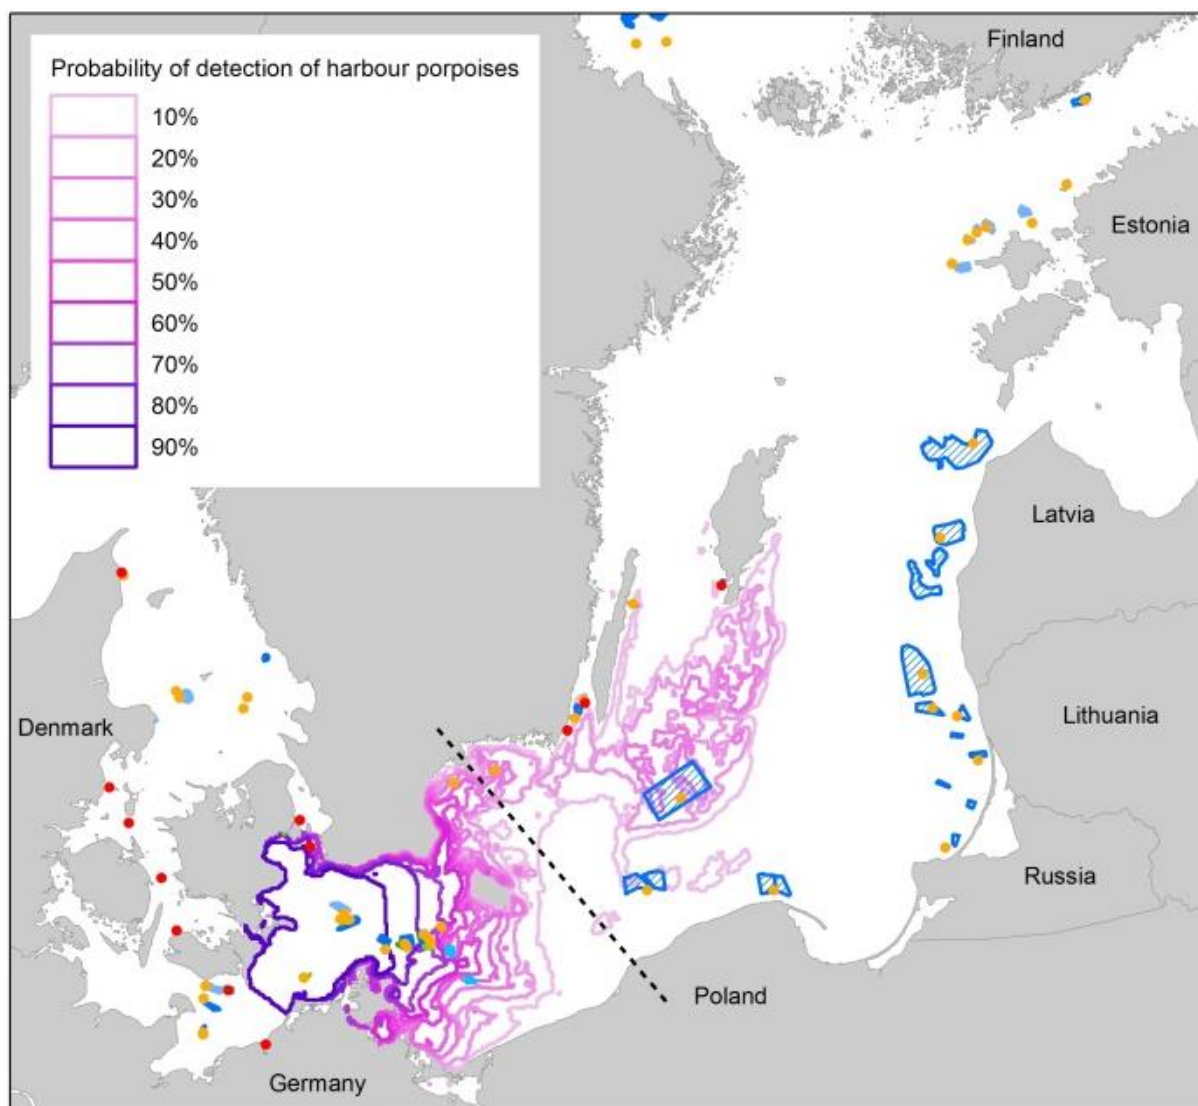 Probability of detection of harbour porpoises
10%
20%
30%
40%
50%
60%
70%
80%
90%
Finland
Estonia
Latvia
Denmark
Lithuania
Russia
Poland
Germany